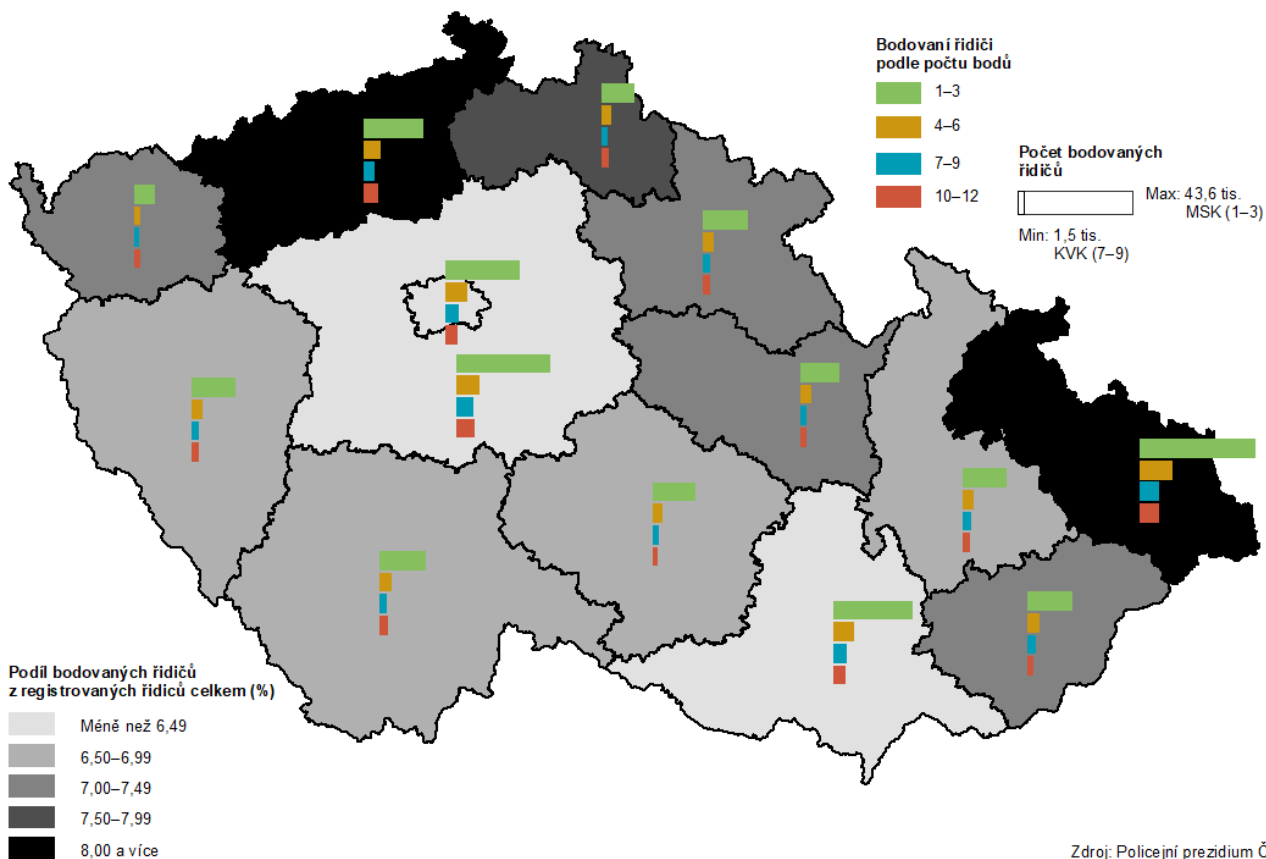 Bodovaní řidiči
podle počtu bodů
1–3
4–6
7–9
10–12
Počet bodovaných
řidičů
Max: 43,6 tis.
MSK (1–3)
Min: 1,5 tis.
KVK (7–9)
Podíl bodovaných řidičů
z registrovaných řidiců celkem (%)
Méně než 6,49
6,50–6,99
7,00–7,49
7,50–7,99
8,00 a více
Zdroj: Policejní prezidium Č